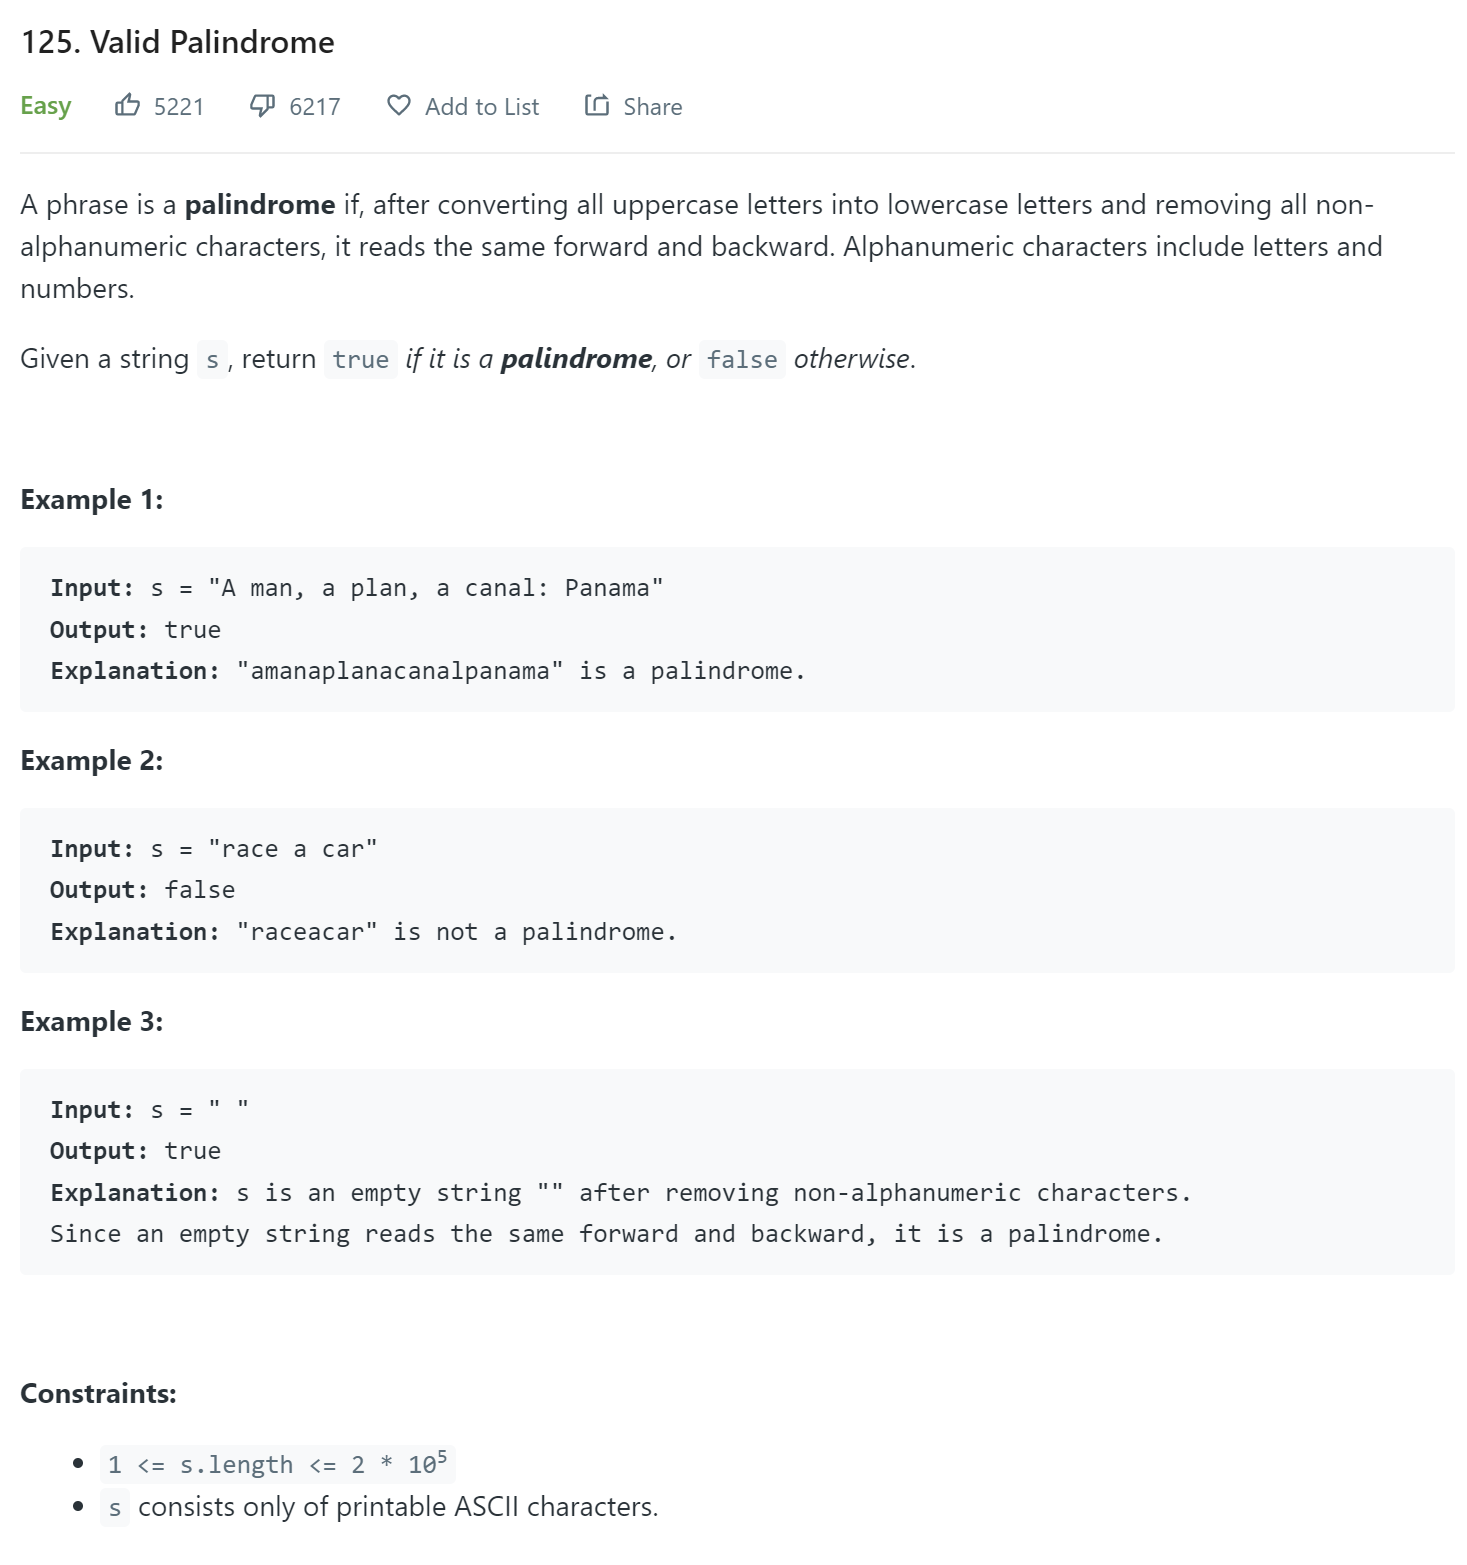 125. Valid Palindrome
Easy 5221 6217 Add to List Share
A phrase is a palindrome if, after converting all uppercase letters into lowercase letters and removing all non-
alphanumeric characters, it reads the same forward and backward. Alphanumeric characters include letters and
numbers.
Given a string s, return true if it is a palindrome, or false otherwise.
Example 1:
Input: s = "A man, a plan, a canal: Panama"
Output: true
Explanation: "amanaplanacanalpanama" is a palindrome.
Example 2:
Input: s = "race a car"
Output: false
Explanation: "raceacar" is not a palindrome.
Example 3:
Input: s = " "
Output: true
Explanation: s is an empty string "" after removing non-alphanumeric characters.
Since an empty string reads the same forward and backward, it is a palindrome.
Constraints:
• 1 <= s.length <= 2 * 10⁵
• s consists only of printable ASCII characters.